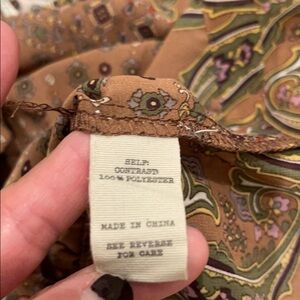 SELF:
CONTRAST:
100% POLYESTER
MADE IN CHINA
SEE REVERSE
FOR CARE